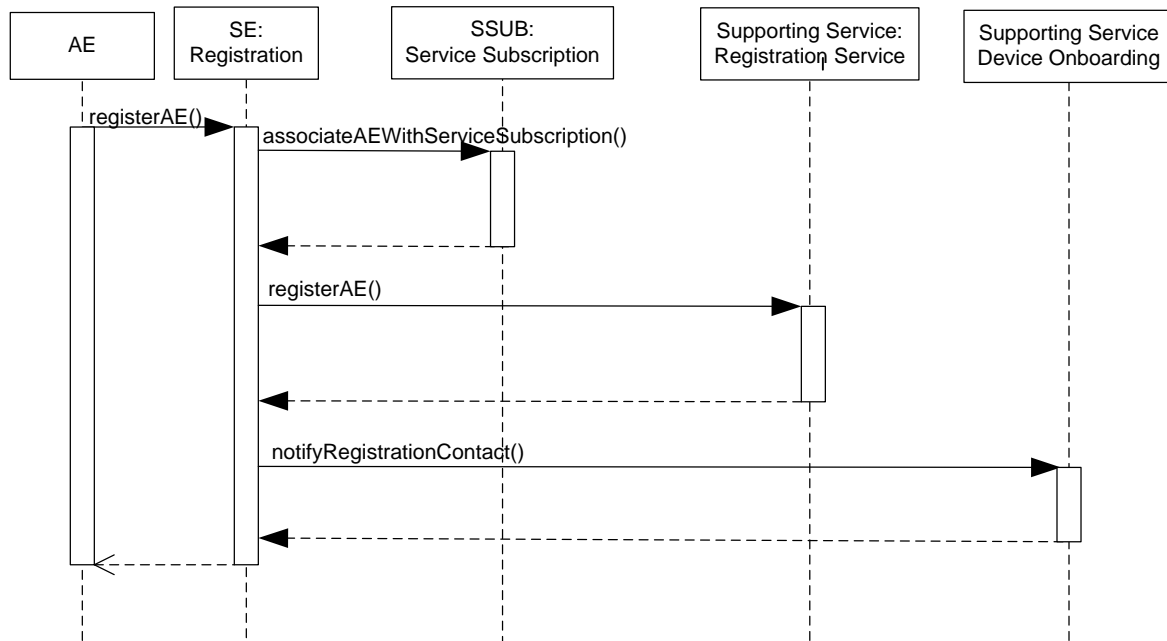 AE
SE:
Registration
SSUB:
Service Subscription
Supporting Service:
Registration Service
Supporting Service
Device Onboarding
registerAE()
associateAEWithServiceSubscription()
registerAE()
notifyRegistrationContact()